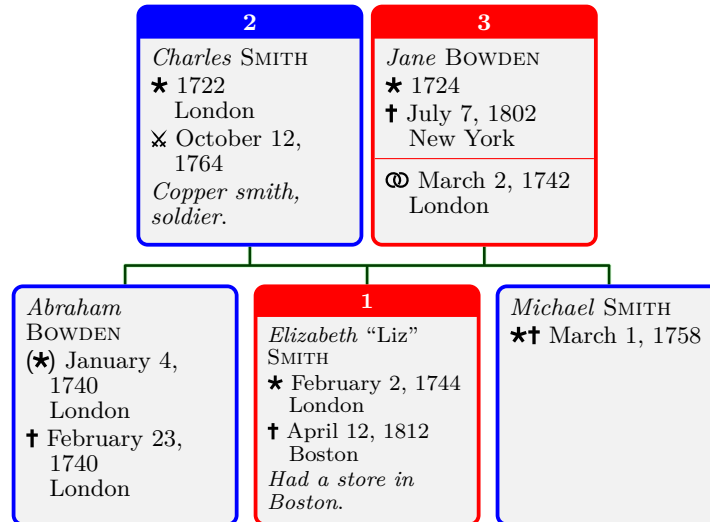 2
Charles SMITH
* 1722
London
⚔ October 12,
1764
Copper smith,
soldier.
3
Jane BOWDEN
* 1724
† July 7, 1802
New York
⚭ March 2, 1742
London
Abraham
BOWDEN
(*) January 4,
1740
London
† February 23,
1740
London
1
Elizabeth “Liz”
SMITH
* February 2, 1744
London
† April 12, 1812
Boston
Had a store in
Boston.
Michael SMITH
*† March 1, 1758